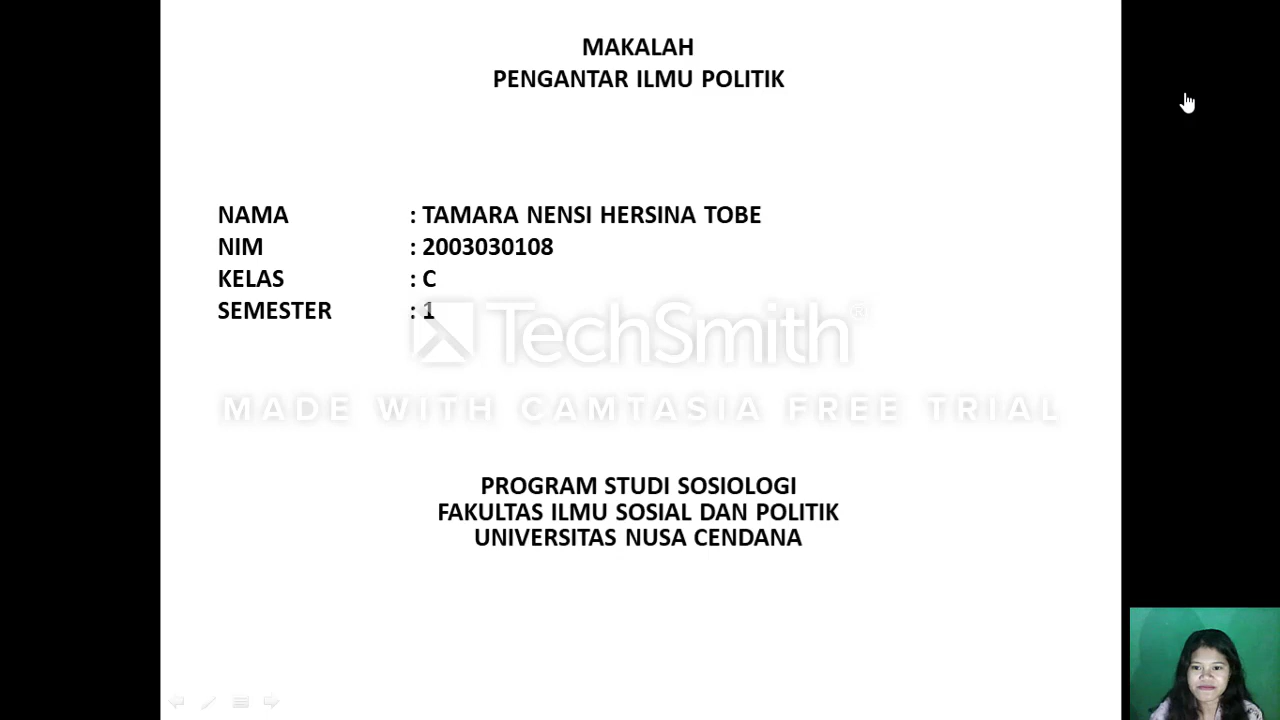 MAKALAH
PENGANTAR ILMU POLITIK
NAMA : TAMARA NENSI HERSINA TOBE
NIM : 2003030108
KELAS : C
SEMESTER : 1
TechSmith®
MADE WITH CAMTASIA FREE TRIAL
PROGRAM STUDI SOSIOLOGI
FAKULTAS ILMU SOSIAL DAN POLITIK
UNIVERSITAS NUSA CENDANA